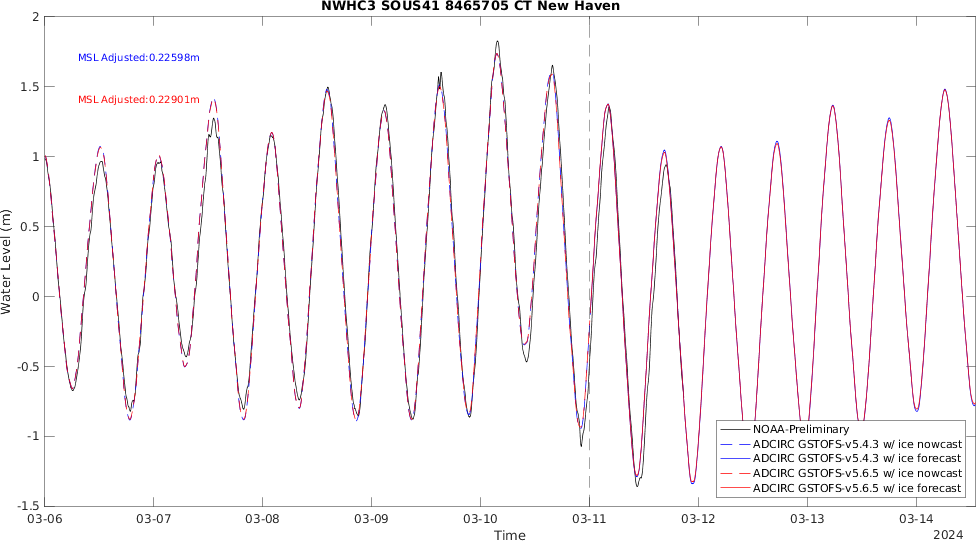 NWHC3 SOUS41 8465705 CT New Haven
2
1.5
1
0.5
0
-0.5
-1
-1.5
Water Level (m)
MSL Adjusted:0.22598m
MSL Adjusted:0.22901m
NOAA-Preliminary
ADCIRC GSTOFS-v5.4.3 w/ ice nowcast
ADCIRC GSTOFS-v5.4.3 w/ ice forecast
ADCIRC GSTOFS-v5.6.5 w/ ice nowcast
ADCIRC GSTOFS-v5.6.5 w/ ice forecast
03-06 03-07 03-08 03-09 03-10 03-11 03-12 03-13 03-14
Time
2024